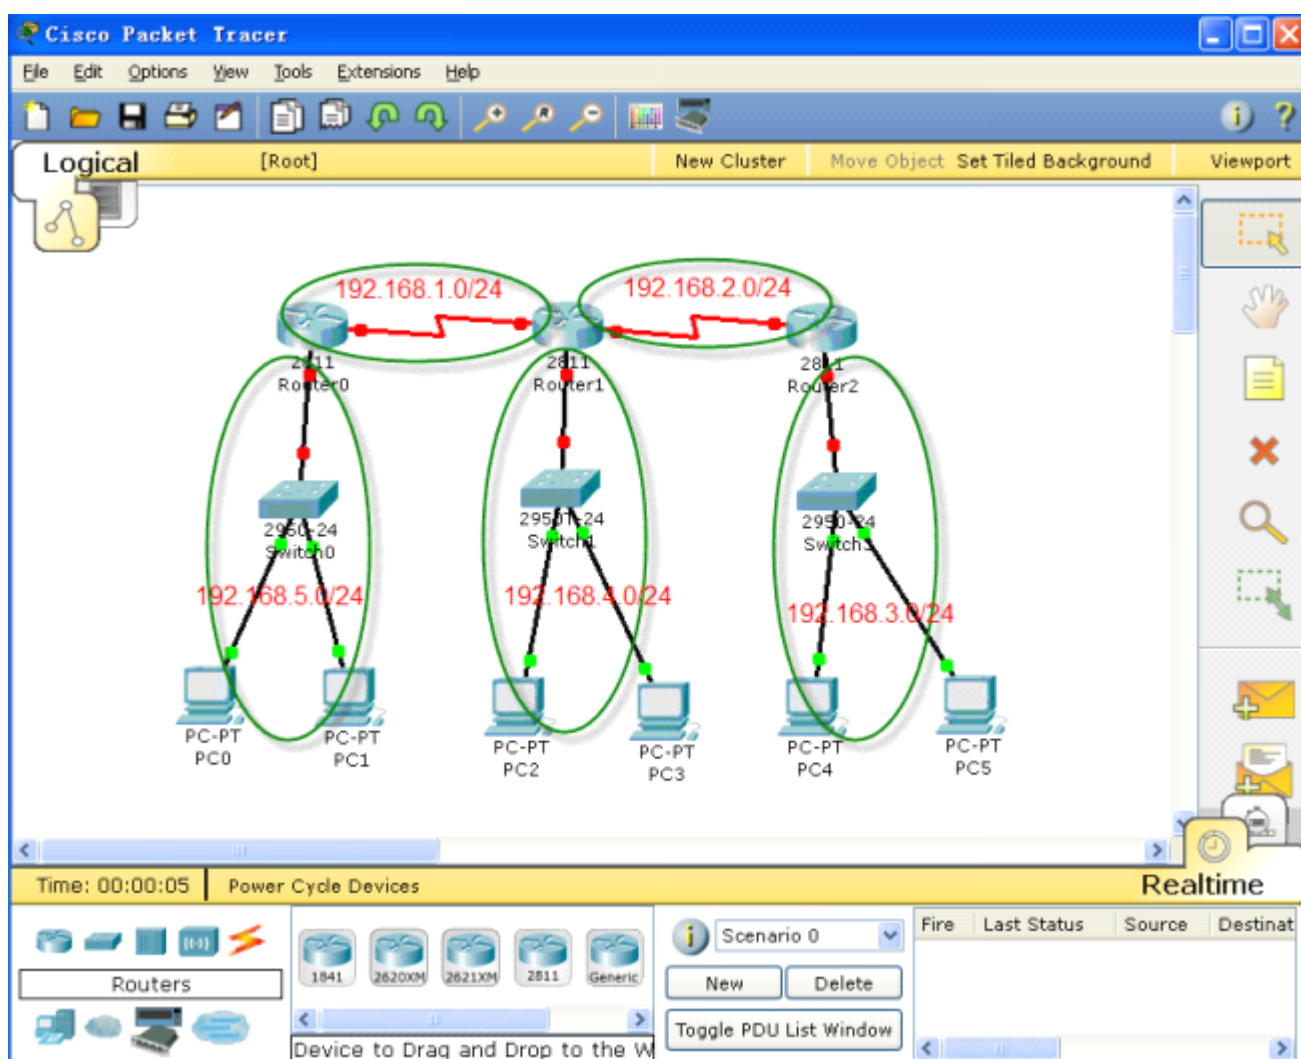 Cisco Packet Tracer
File Edit Options View Tools Extensions Help
Logical [Root] New Cluster Move Object Set Tiled Background Viewport
192.168.1.0/24 192.168.2.0/24
2811 2811 2811
Router0 Router1 Router2
2950-24 2950T-24 2950-24
Switch0 Switch1 Switch3
192.168.5.0/24 192.168.4.0/24 192.168.3.0/24
PC-PT PC-PT PC-PT PC-PT PC-PT PC-PT
PC0 PC1 PC2 PC3 PC4 PC5
Time: 00:00:05 Power Cycle Devices Realtime
Fire Last Status Source Destinat
Scenario 0
1841 2620XM 2621XM 2811 Generic
Routers
New Delete
Toggle PDU List Window
Device to Drag and Drop to the W